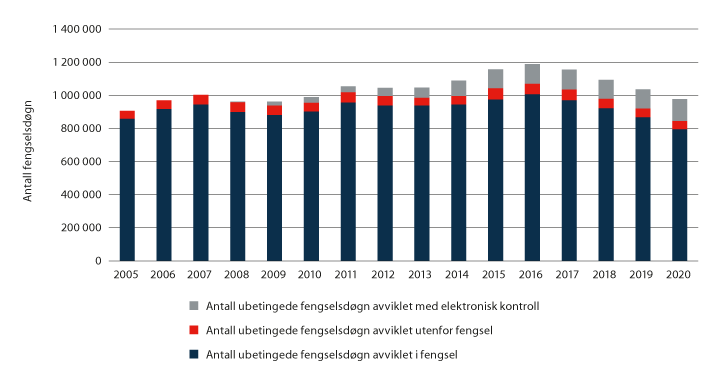 Antall fengselsdøgn
1 400 000
1 200 000
1 000 000
800 000
600 000
400 000
200 000
0
2005 2006 2007 2008 2009 2010 2011 2012 2013 2014 2015 2016 2017 2018 2019 2020
Antall ubetingede fengselsdøgn avviklet med elektronisk kontroll
Antall ubetingede fengselsdøgn avviklet utenfor fengsel
Antall ubetingede fengselsdøgn avviklet i fengsel